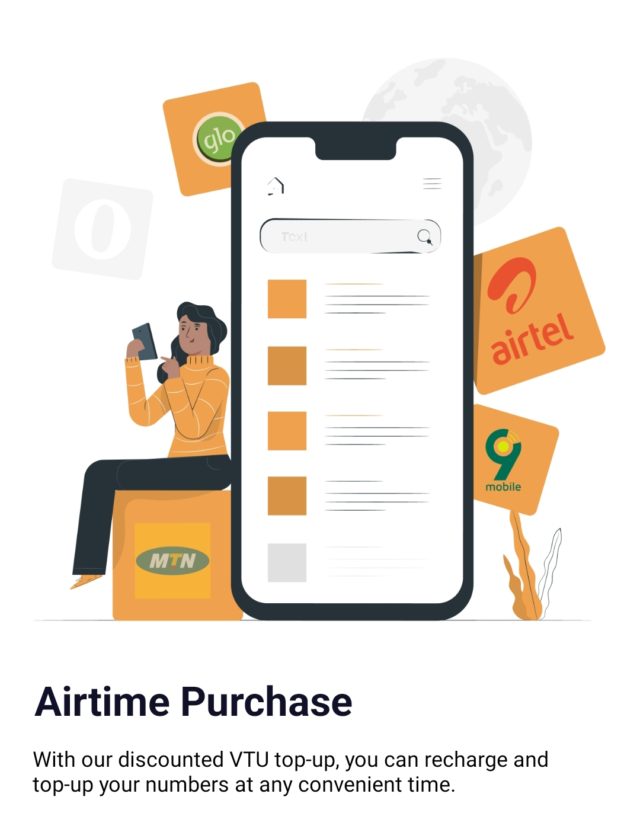 glo
O
Text
airtel
9
mobile
MTN
Airtime Purchase
With our discounted VTU top-up, you can recharge and
top-up your numbers at any convenient time.